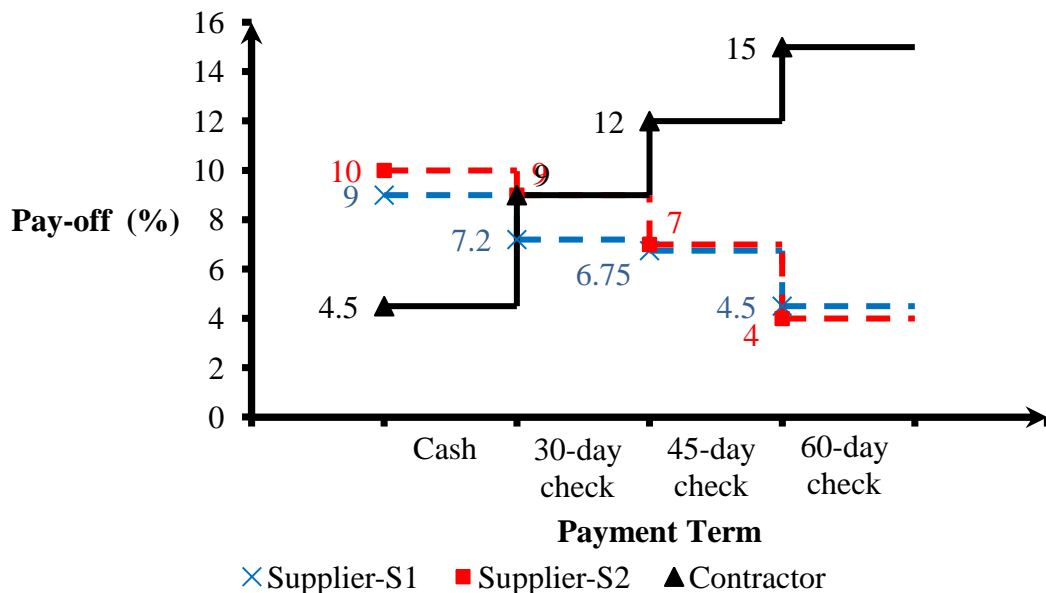 16
14
12
10
8
6
4
2
0
Pay-off (%)
15
12
10
9
9
9
7.2
7
6.75
4.5
4.5
4
Cash
30-day
check
45-day
check
60-day
check
Payment Term
Supplier-S1
Supplier-S2
Contractor